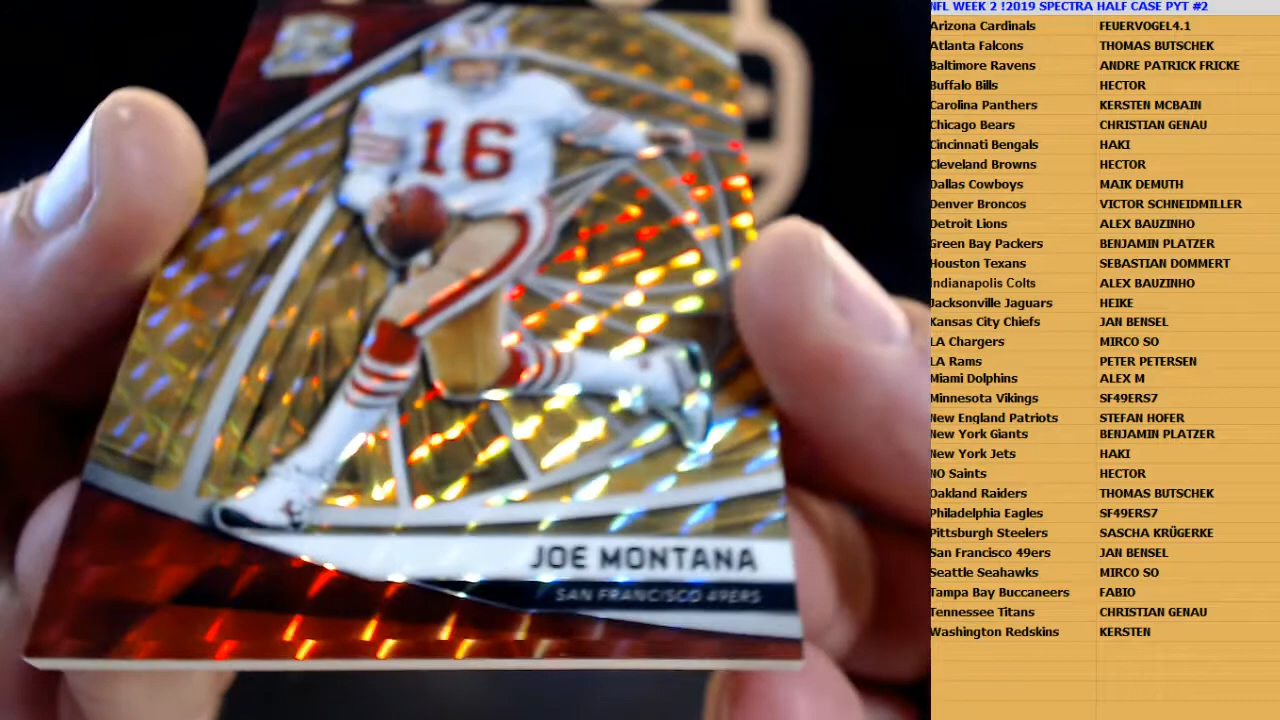 16
JOE MONTANA
SAN FRANCISCO 49ERS
NFL WEEK 2 !2019 SPECTRA HALF CASE PYT #2
Arizona Cardinals FEUERVOGEL4.1
Atlanta Falcons THOMAS BUTSCHEK
Baltimore Ravens ANDRE PATRICK FRICKE
Buffalo Bills HECTOR
Carolina Panthers KERSTEN MCBAIN
Chicago Bears CHRISTIAN GENAU
Cincinnati Bengals HAKI
Cleveland Browns HECTOR
Dallas Cowboys MAIK DEMUTH
Denver Broncos VICTOR SCHNEIDMILLER
Detroit Lions ALEX BAUZINHO
Green Bay Packers BENJAMIN PLATZER
Houston Texans SEBASTIAN DOMMERT
Indianapolis Colts ALEX BAUZINHO
Jacksonville Jaguars HEIKE
Kansas City Chiefs JAN BENSEL
LA Chargers MIRCO SO
LA Rams PETER PETERSEN
Miami Dolphins ALEX M
Minnesota Vikings SF49ERS7
New England Patriots STEFAN HOFER
New York Giants BENJAMIN PLATZER
New York Jets HAKI
NO Saints HECTOR
Oakland Raiders THOMAS BUTSCHEK
Philadelphia Eagles SF49ERS7
Pittsburgh Steelers SASCHA KRÜGERKE
San Francisco 49ers JAN BENSEL
Seattle Seahawks MIRCO SO
Tampa Bay Buccaneers FABIO
Tennessee Titans CHRISTIAN GENAU
Washington Redskins KERSTEN